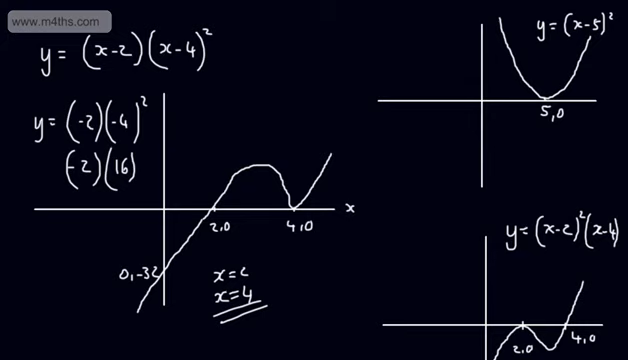 www.m4ths.com
y = (x-2)(x-4)²
y = (-2)(-4)²
(-2)(16)
x
2,0
4,0
0,-32
x=2
x=4
y=(x-5)²
5,0
y=(x-2)²(x-4)
2,0
4,0